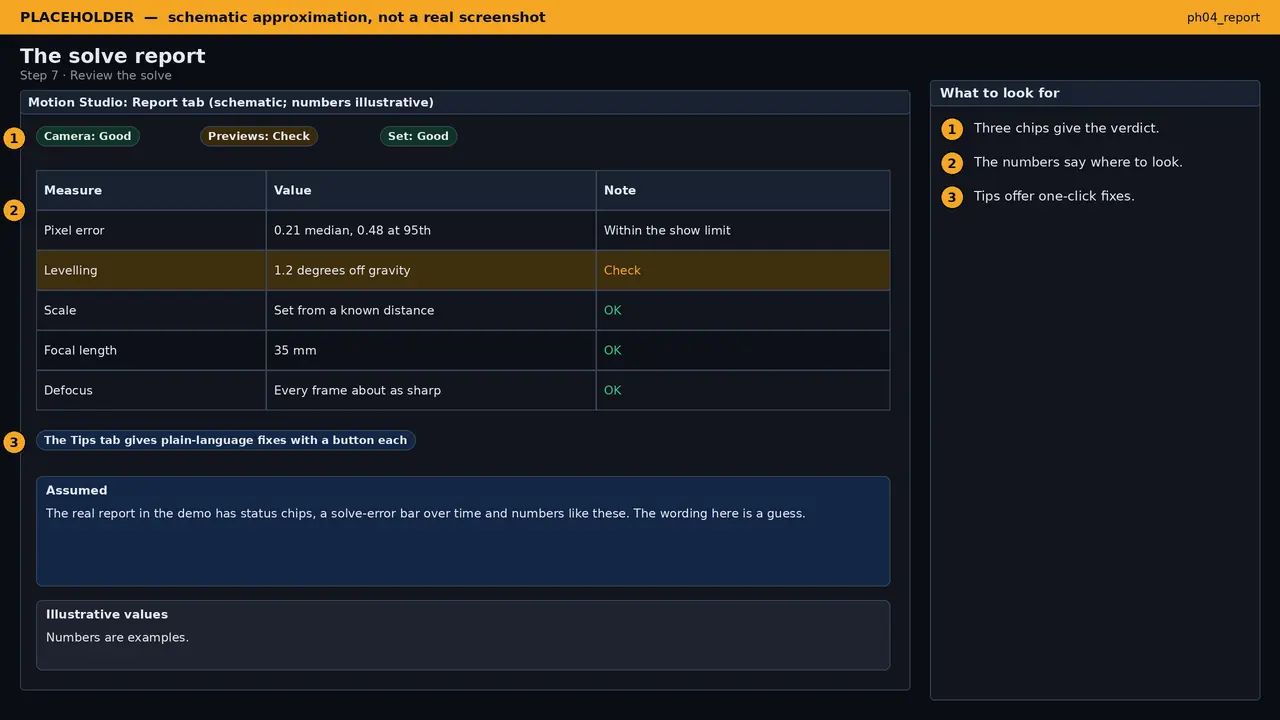 PLACEHOLDER — schematic approximation, not a real screenshot
ph04_report
The solve report
Step 7 · Review the solve
Motion Studio: Report tab (schematic; numbers illustrative)
1
Camera: Good
Previews: Check
Set: Good
2
Measure
Value
Note
Pixel error
0.21 median, 0.48 at 95th
Within the show limit
Levelling
1.2 degrees off gravity
Check
Scale
Set from a known distance
OK
Focal length
35 mm
OK
Defocus
Every frame about as sharp
OK
3
The Tips tab gives plain-language fixes with a button each
Assumed
The real report in the demo has status chips, a solve-error bar over time and numbers like these. The wording here is a guess.
Illustrative values
Numbers are examples.
What to look for
1
Three chips give the verdict.
2
The numbers say where to look.
3
Tips offer one-click fixes.